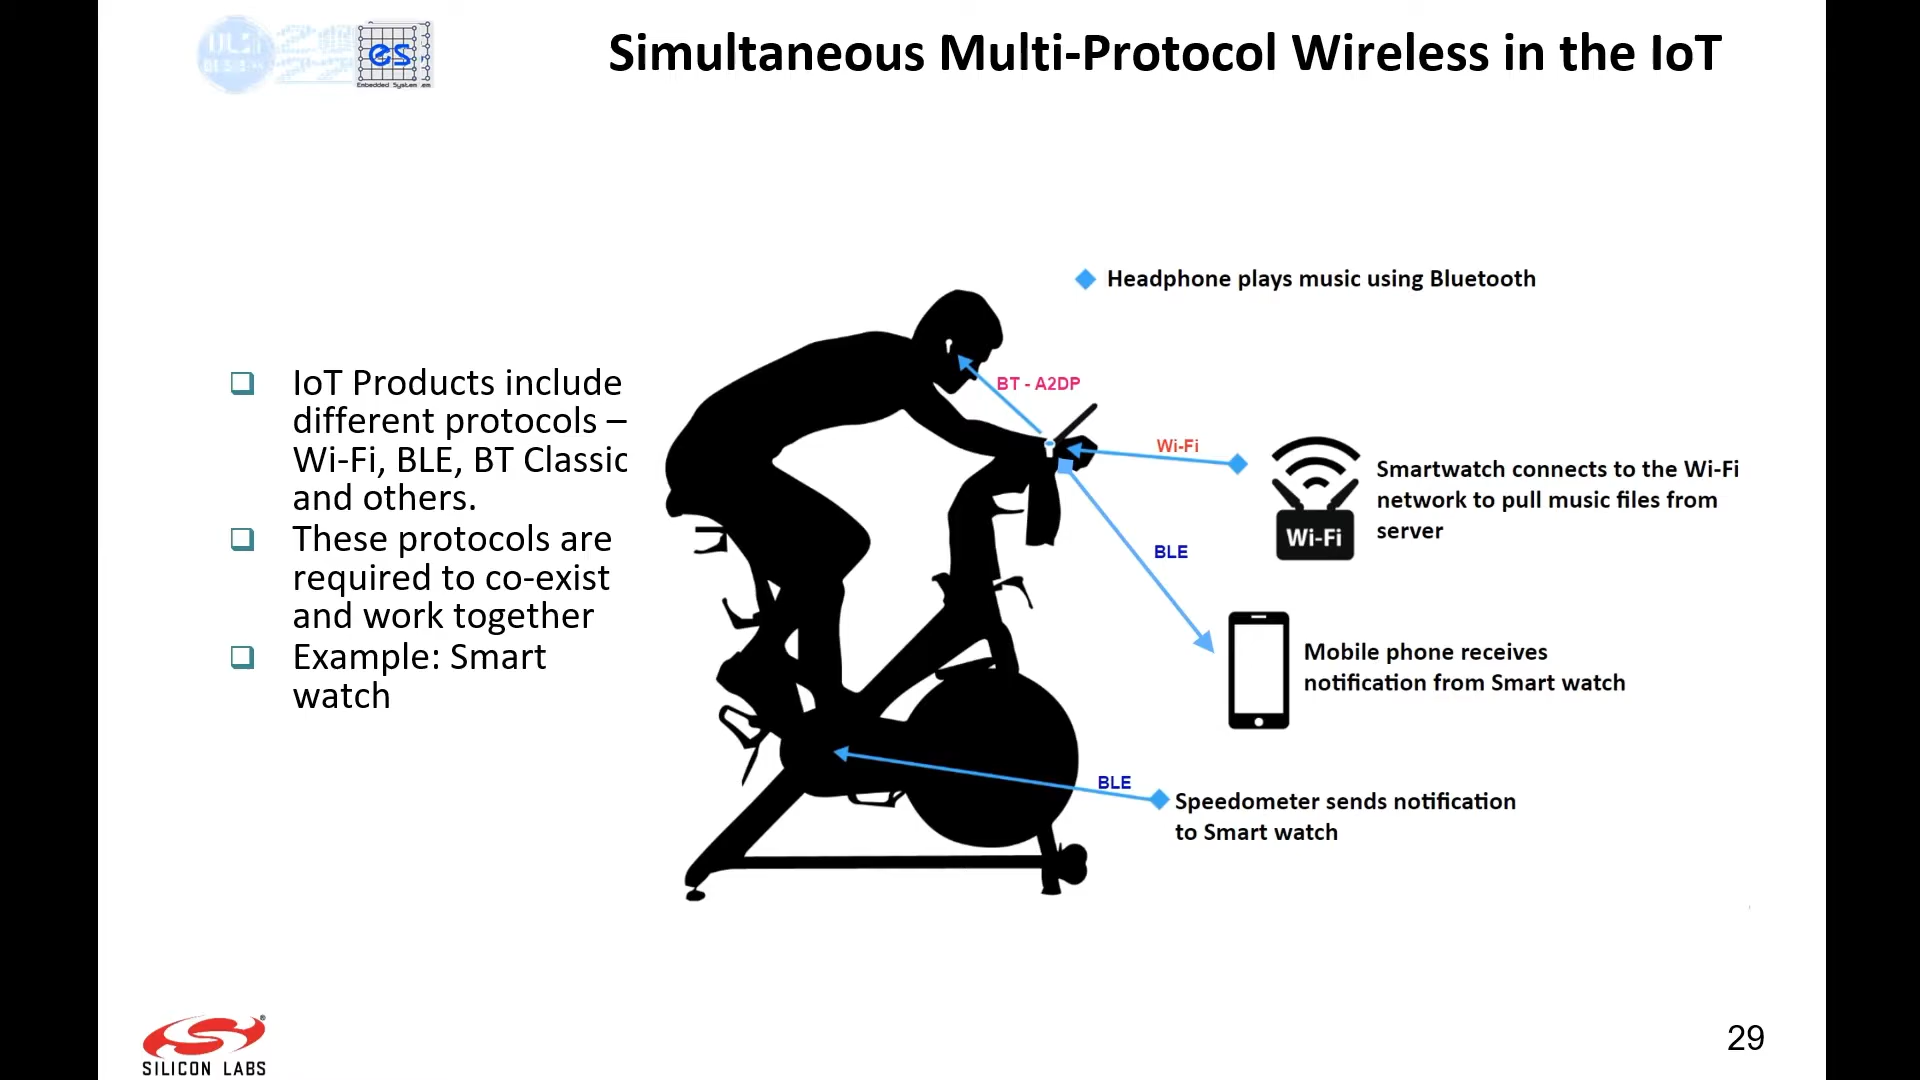 Simultaneous Multi-Protocol Wireless in the IoT
es
Embedded System
IoT Products include
different protocols –
Wi-Fi, BLE, BT Classic
and others.
These protocols are
required to co-exist
and work together
Example: Smart
watch
Headphone plays music using Bluetooth
BT - A2DP
Wi-Fi
Wi-Fi
Smartwatch connects to the Wi-Fi
network to pull music files from
server
BLE
Mobile phone receives
notification from Smart watch
BLE
Speedometer sends notification
to Smart watch
SILICON LABS
29